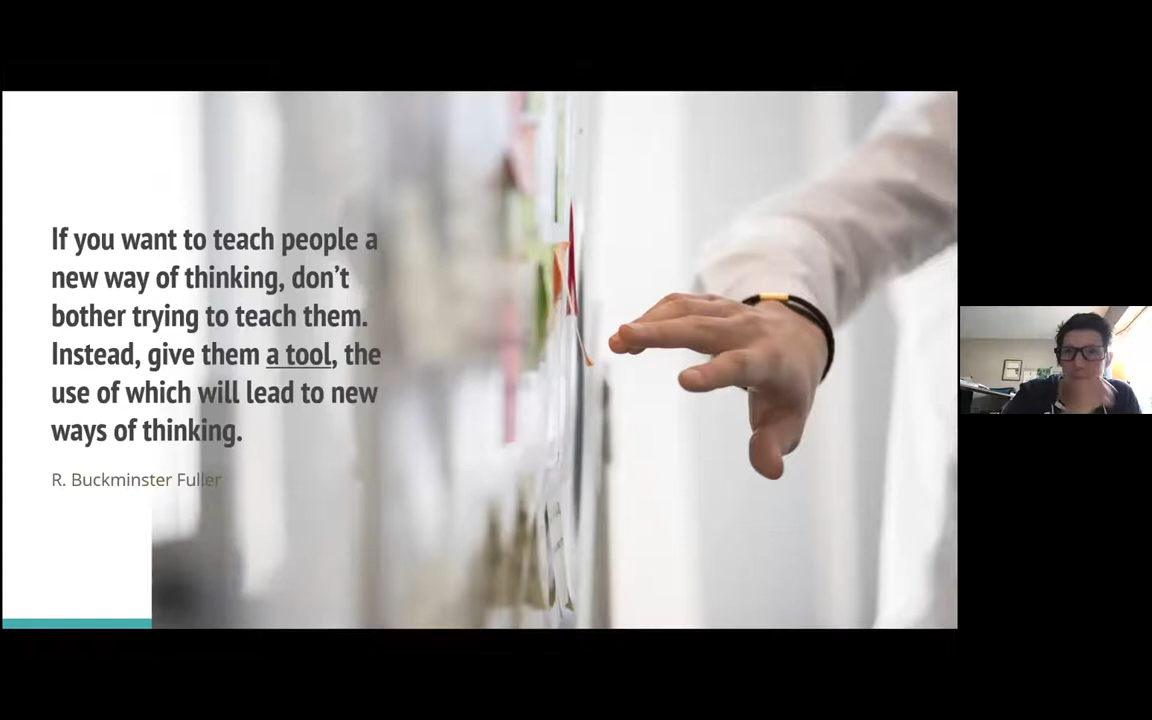 If you want to teach people a
new way of thinking, don’t
bother trying to teach them.
Instead, give them a tool, the
use of which will lead to new
ways of thinking.
R. Buckminster Fuller